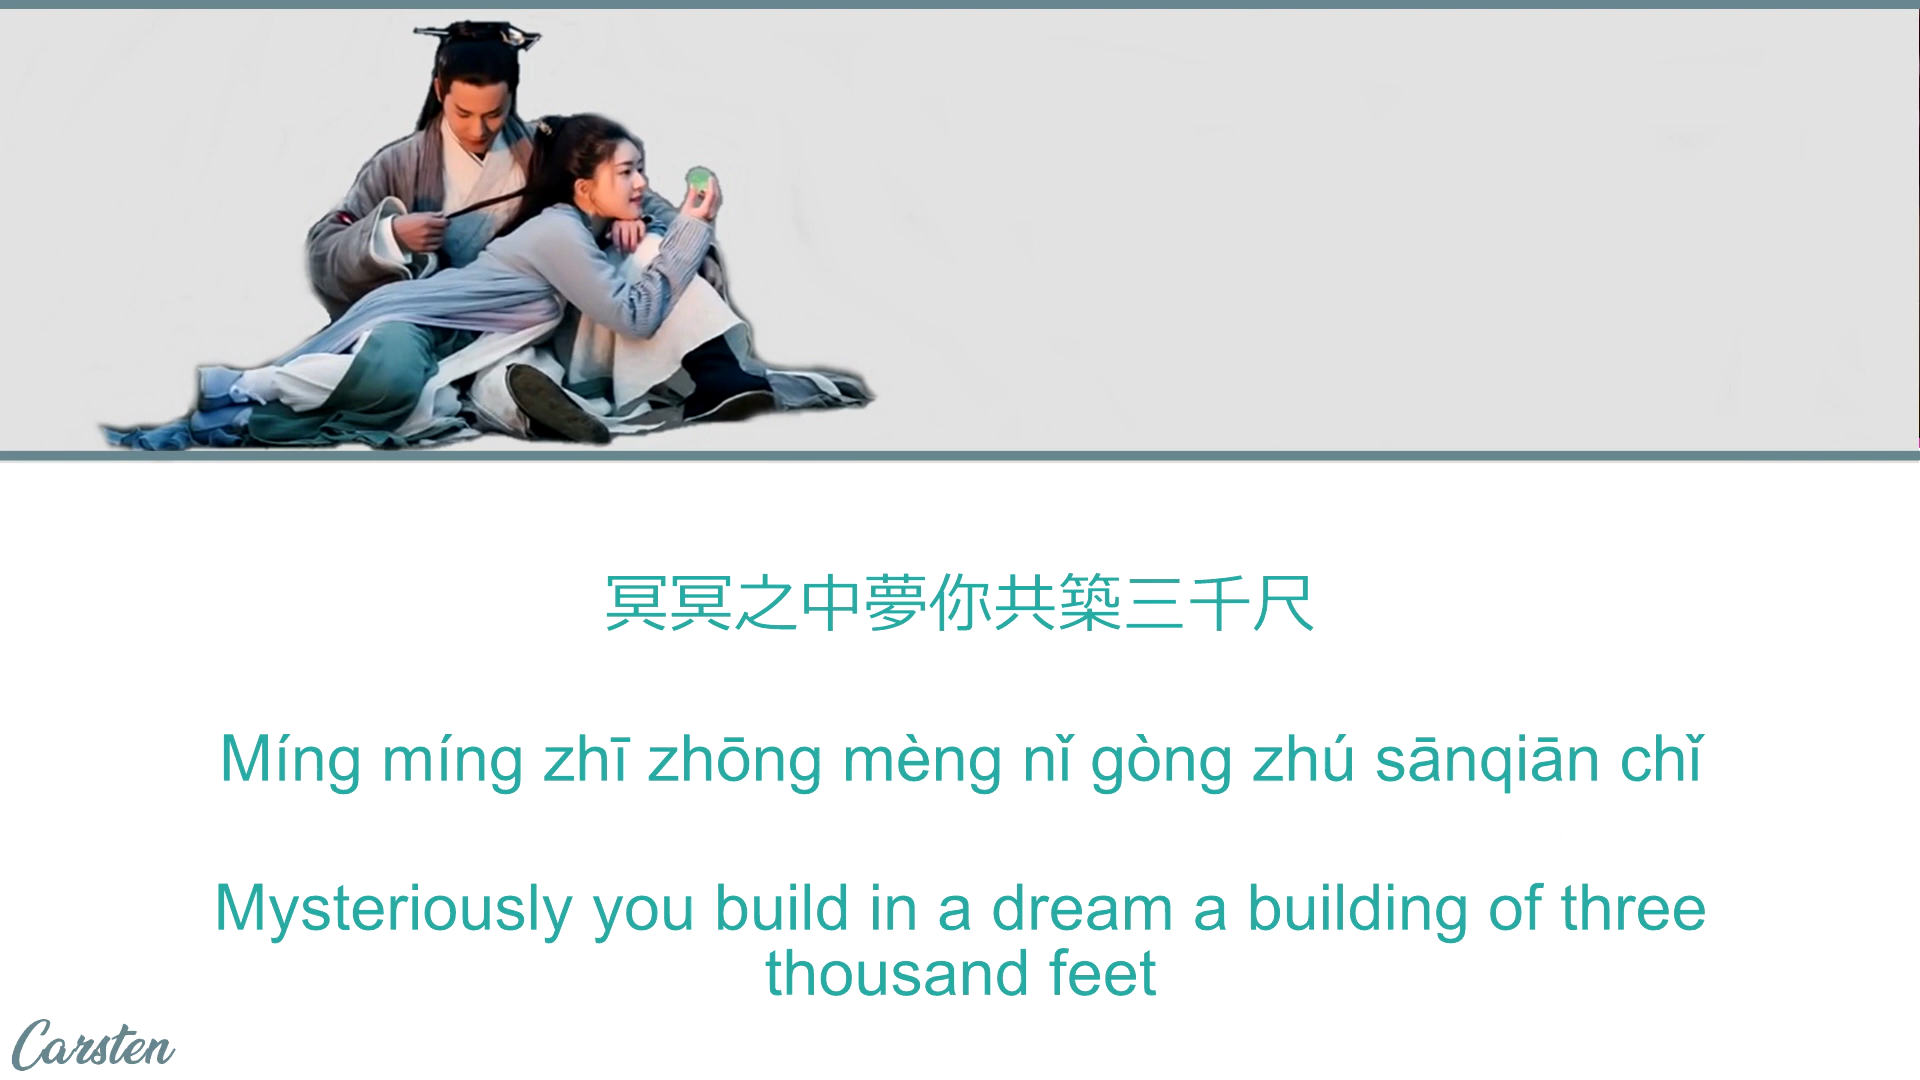 冥冥之中夢你共築三千尺
Míng míng zhī zhōng mèng nǐ gòng zhú sānqiān chǐ
Mysteriously you build in a dream a building of three
thousand feet
Carsten